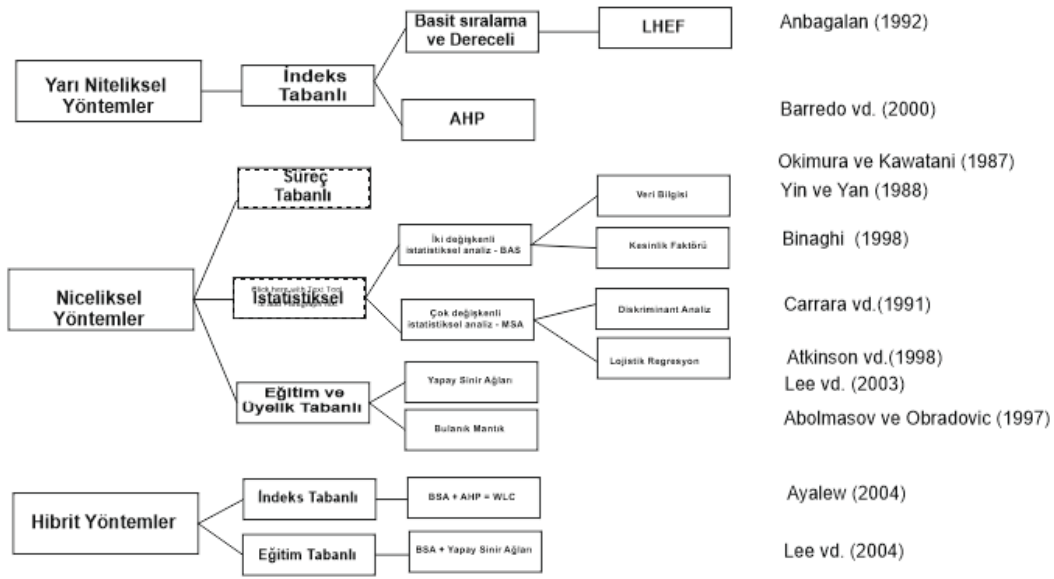 Basit sıralama
ve Dereceli
LHEF
Anbagalan (1992)
Yarı Niteliksel
Yöntemler
İndeks
Tabanlı
AHP
Barredo vd. (2000)
Okimura ve Kawatani (1987)
Süreç
Tabanlı
Veri Bilgisi
Yin ve Yan (1988)
İki değişkenli
istatistiksel analiz - BAS
Kesinlik Faktörü
Binaghi (1998)
Niceliksel
Yöntemler
İstatistiksel
Çok değişkenli
istatistiksel analiz - MSA
Diskriminant Analiz
Carrara vd.(1991)
Lojistik Regresyon
Atkinson vd.(1998)
Eğitim ve
Üyelik Tabanlı
Yapay Sinir Ağları
Lee vd. (2003)
Bulanık Mantık
Abolmasov ve Obradovic (1997)
Hibrit Yöntemler
İndeks Tabanlı
BSA + AHP = WLC
Ayalew (2004)
Eğitim Tabanlı
BSA + Yapay Sinir Ağları
Lee vd. (2004)